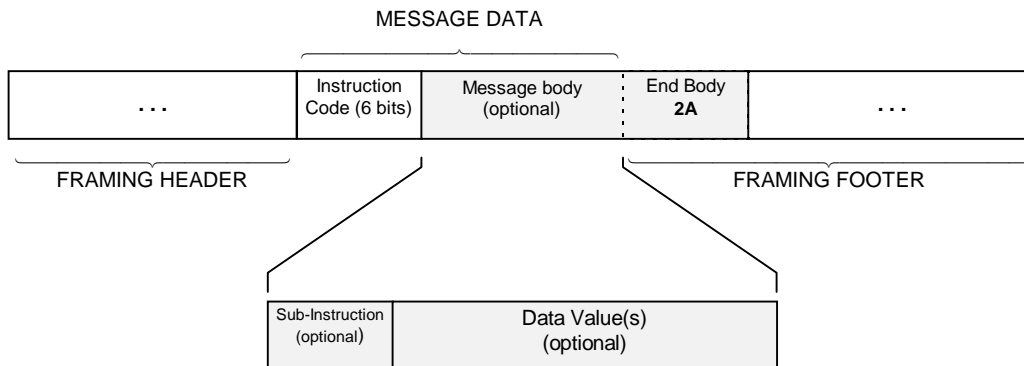 MESSAGE DATA
. . .
Instruction
Code (6 bits)
Message body
(optional)
End Body
2A
. . .
FRAMING HEADER
FRAMING FOOTER
Sub-Instruction
(optional)
Data Value(s)
(optional)